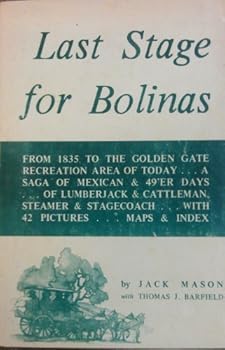 Last Stage
for Bolinas
FROM 1835 TO THE GOLDEN GATE
RECREATION AREA OF TODAY . . . A
SAGA OF MEXICAN & 49'ER DAYS
. . . OF LUMBERJACK & CATTLEMAN,
STEAMER & STAGECOACH . . . WITH
42 PICTURES . . . MAPS & INDEX
by JACK MASON
with THOMAS J. BARFIELD